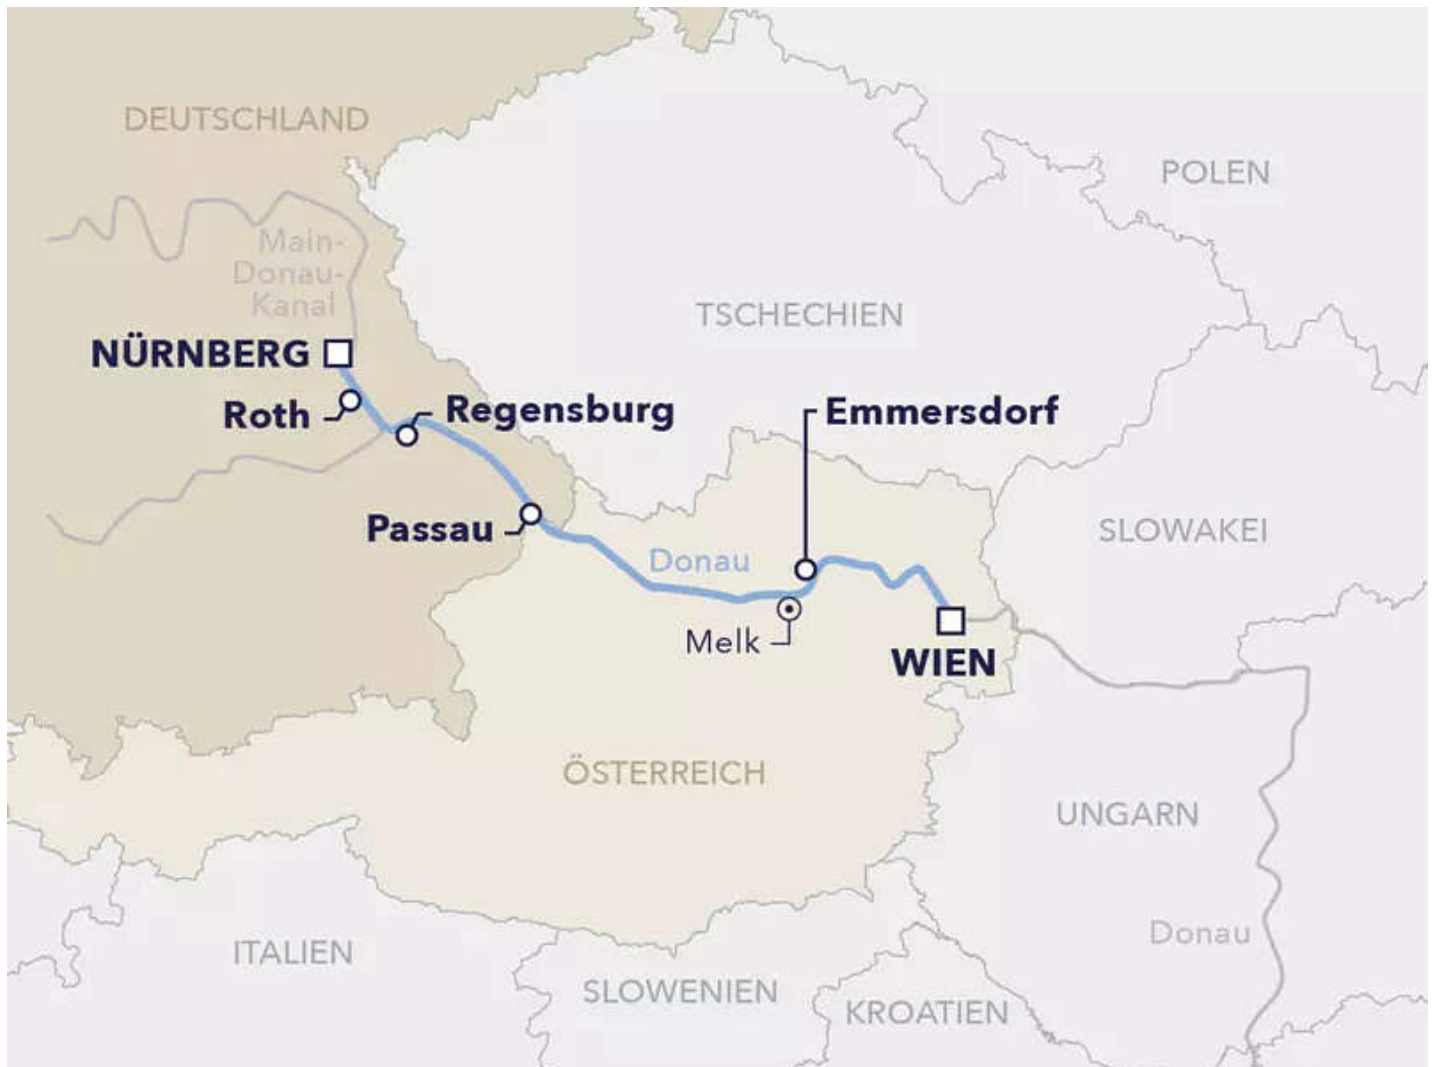 DEUTSCHLAND
POLEN
Main-
Donau-
Kanal
TSCHECHIEN
NÜRNBERG
Roth
Regensburg
Emmersdorf
Passau
SLOWAKEI
Donau
Melk
WIEN
ÖSTERREICH
UNGARN
Donau
ITALIEN
SLOWENIEN
KROATIEN